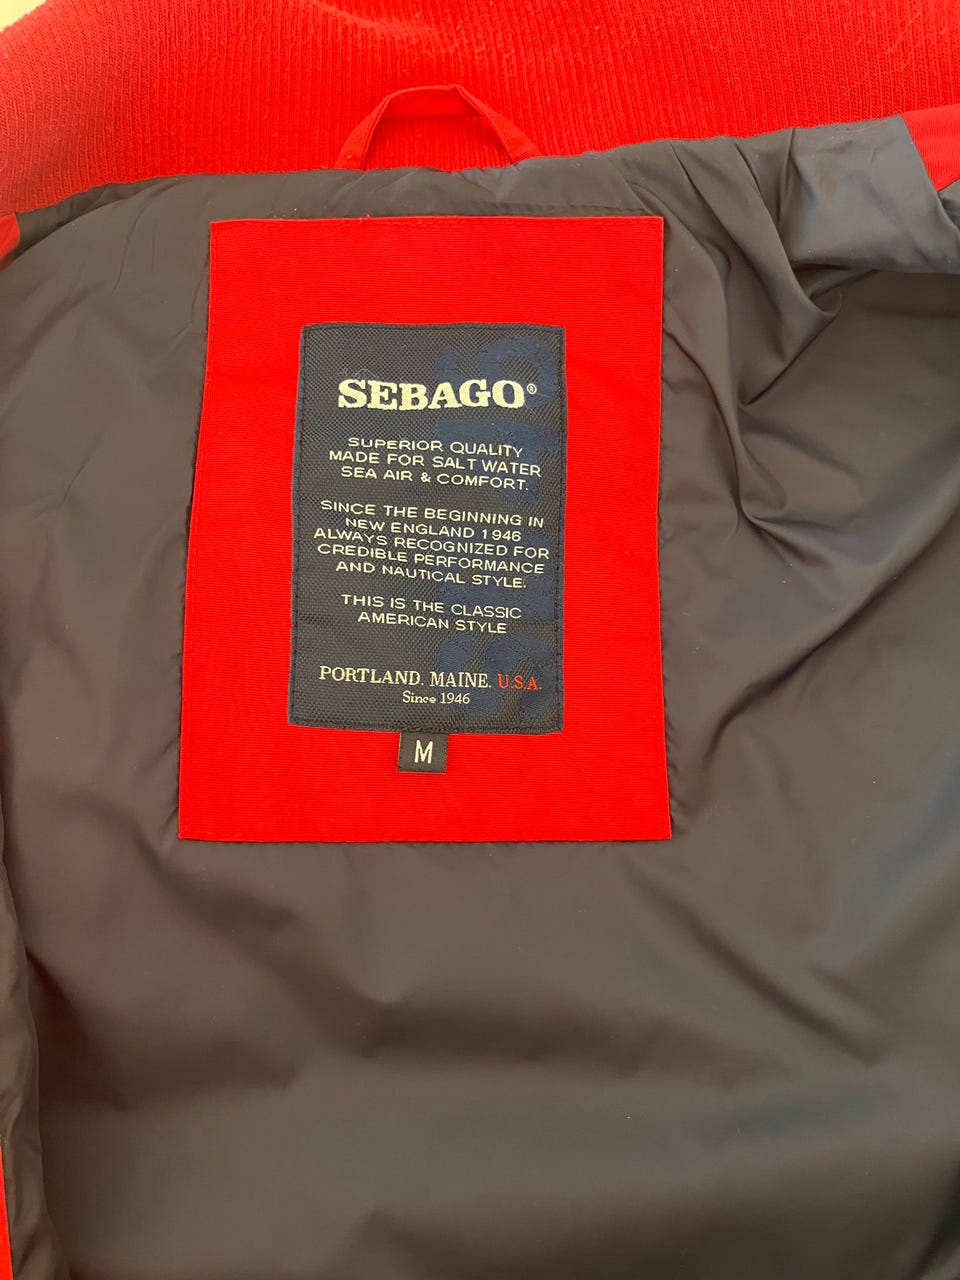 SEBAGO®
SUPERIOR QUALITY
MADE FOR SALT WATER
SEA AIR & COMFORT.
SINCE THE BEGINNING IN
NEW ENGLAND 1946
ALWAYS RECOGNIZED FOR
CREDIBLE PERFORMANCE
AND NAUTICAL STYLE.
THIS IS THE CLASSIC
AMERICAN STYLE
PORTLAND. MAINE. U.S.A.
Since 1946
M